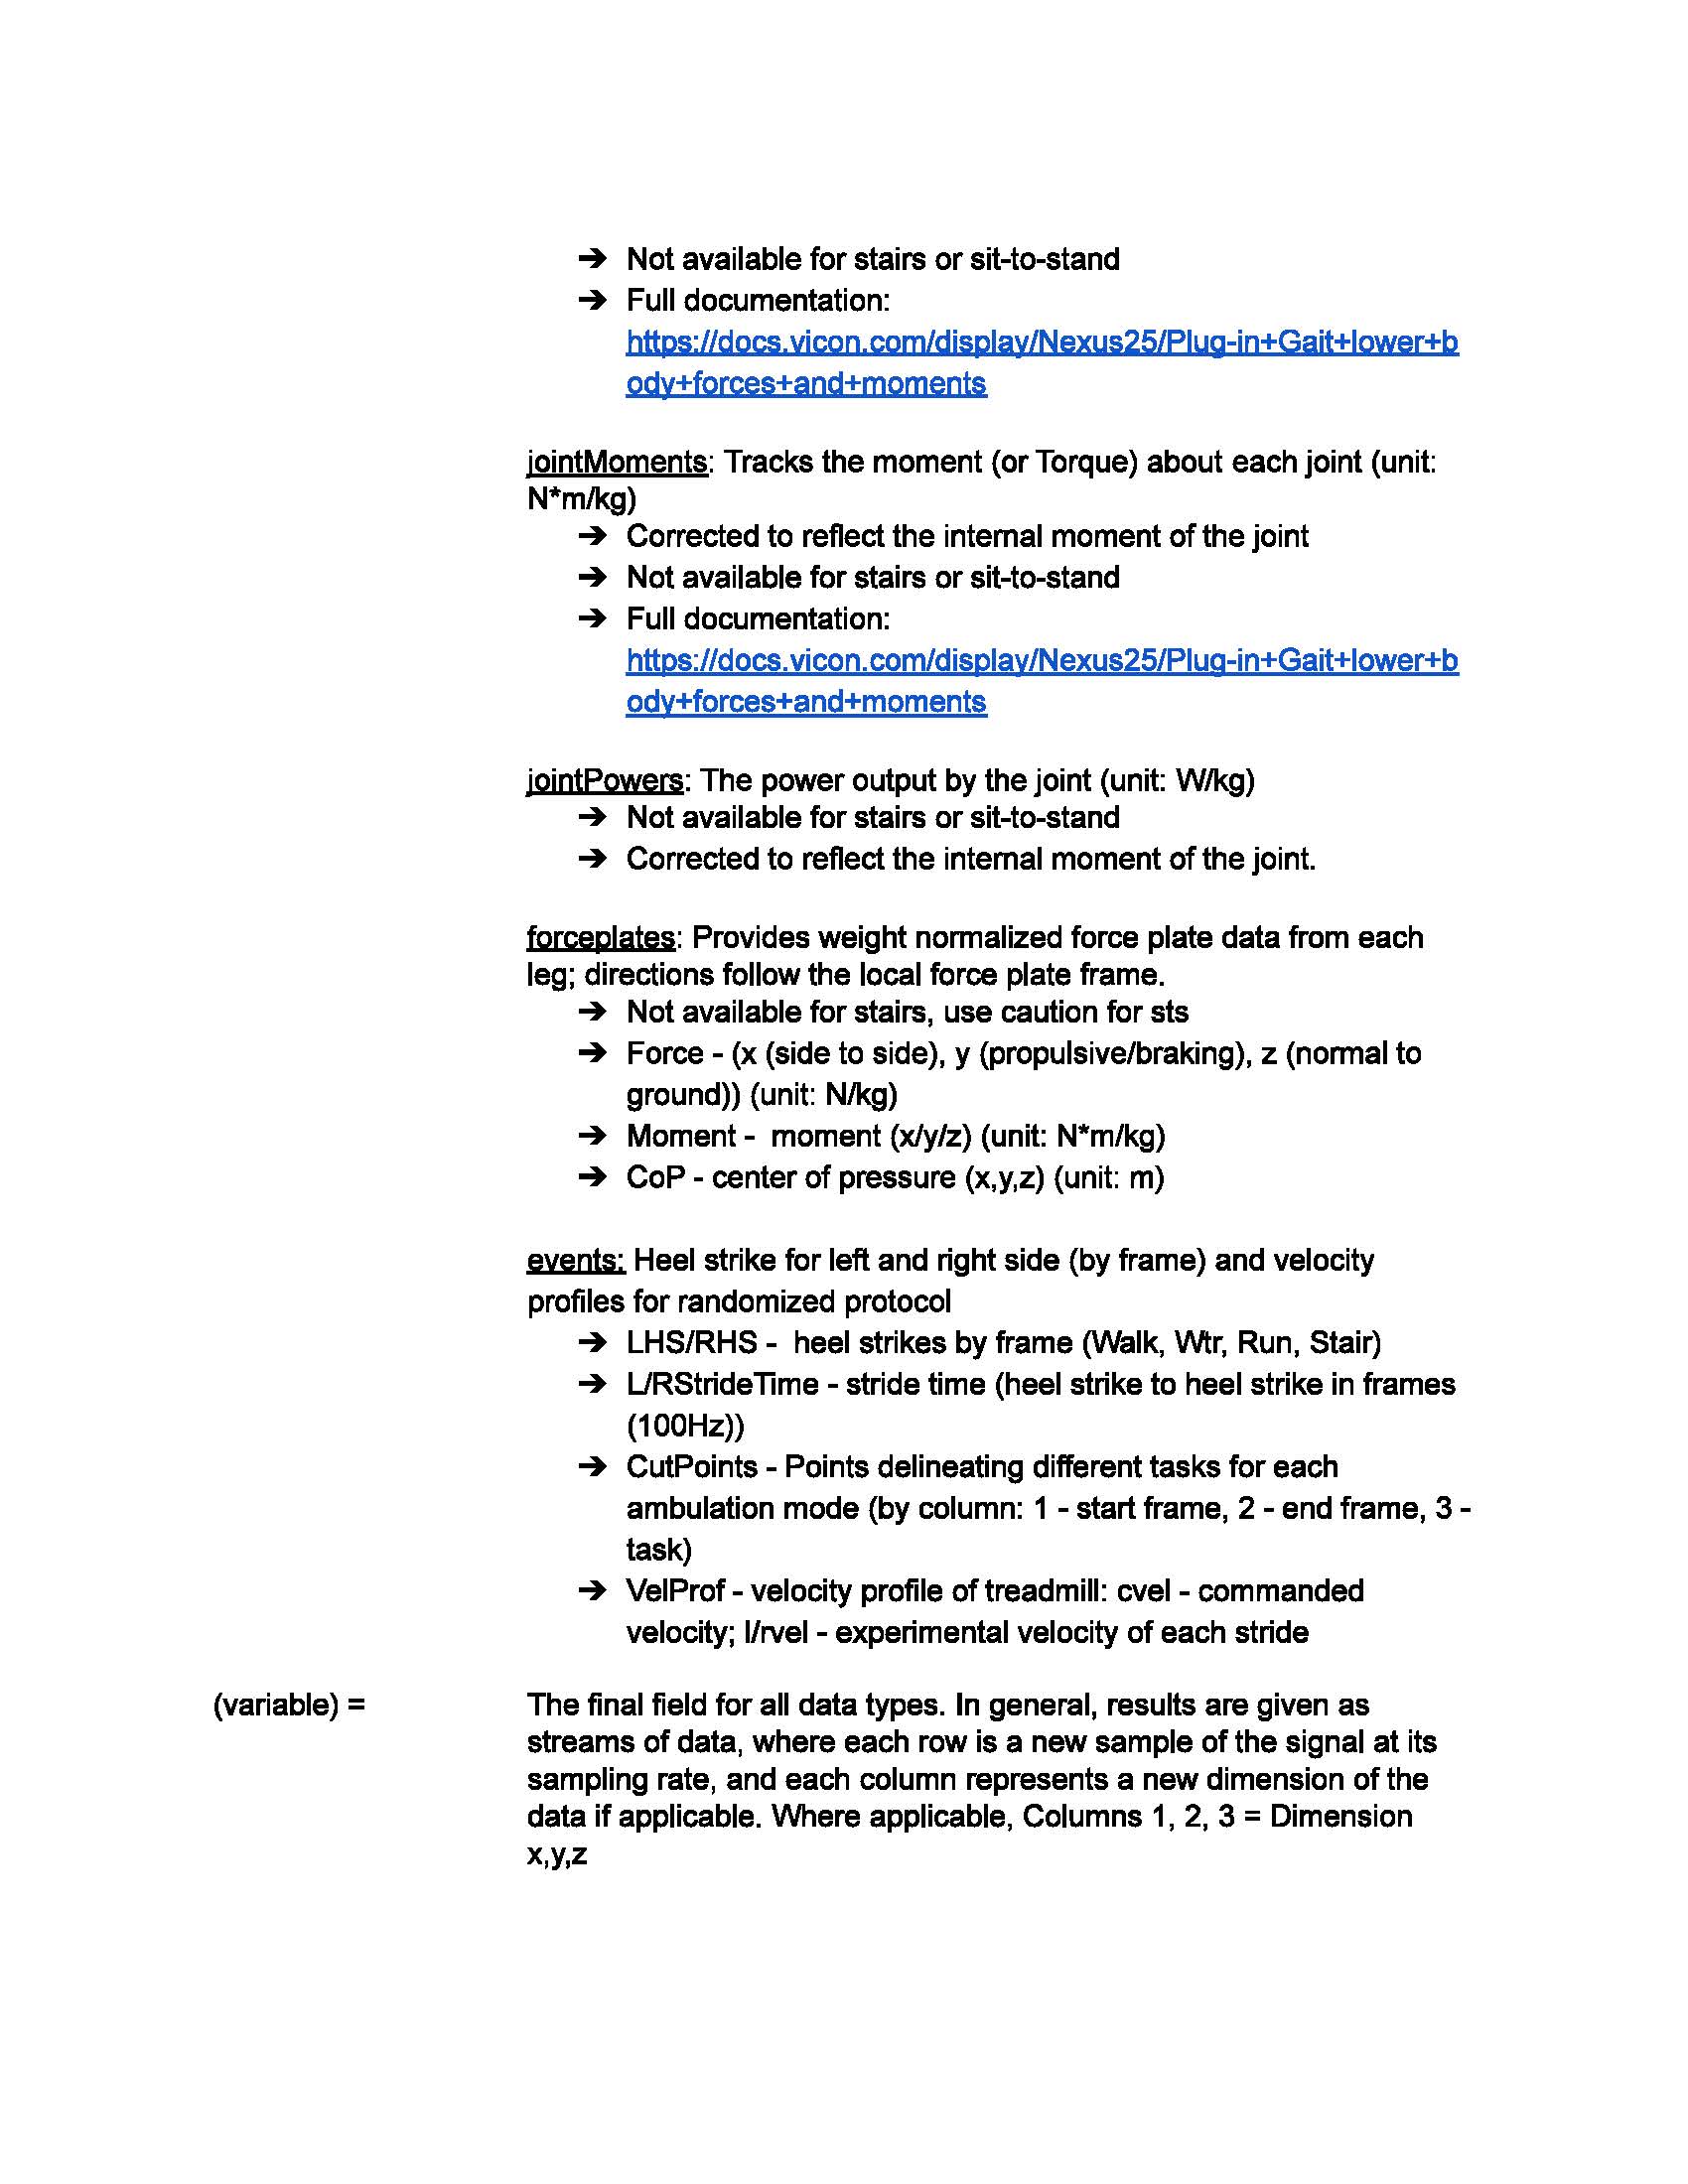 ➔ Not available for stairs or sit-to-stand
➔ Full documentation:
https://docs.vicon.com/display/Nexus25/Plug-in+Gait+lower+b
ody+forces+and+moments
jointMoments: Tracks the moment (or Torque) about each joint (unit:
N*m/kg)
➔ Corrected to reflect the internal moment of the joint
➔ Not available for stairs or sit-to-stand
➔ Full documentation:
https://docs.vicon.com/display/Nexus25/Plug-in+Gait+lower+b
ody+forces+and+moments
jointPowers: The power output by the joint (unit: W/kg)
➔ Not available for stairs or sit-to-stand
➔ Corrected to reflect the internal moment of the joint.
forceplates: Provides weight normalized force plate data from each
leg; directions follow the local force plate frame.
➔ Not available for stairs, use caution for sts
➔ Force - (x (side to side), y (propulsive/braking), z (normal to
ground)) (unit: N/kg)
➔ Moment - moment (x/y/z) (unit: N*m/kg)
➔ CoP - center of pressure (x,y,z) (unit: m)
events: Heel strike for left and right side (by frame) and velocity
profiles for randomized protocol
➔ LHS/RHS - heel strikes by frame (Walk, Wtr, Run, Stair)
➔ L/RStrideTime - stride time (heel strike to heel strike in frames
(100Hz))
➔ CutPoints - Points delineating different tasks for each
ambulation mode (by column: 1 - start frame, 2 - end frame, 3 -
task)
➔ VelProf - velocity profile of treadmill: cvel - commanded
velocity; l/rvel - experimental velocity of each stride
(variable) = The final field for all data types. In general, results are given as
streams of data, where each row is a new sample of the signal at its
sampling rate, and each column represents a new dimension of the
data if applicable. Where applicable, Columns 1, 2, 3 = Dimension
x,y,z